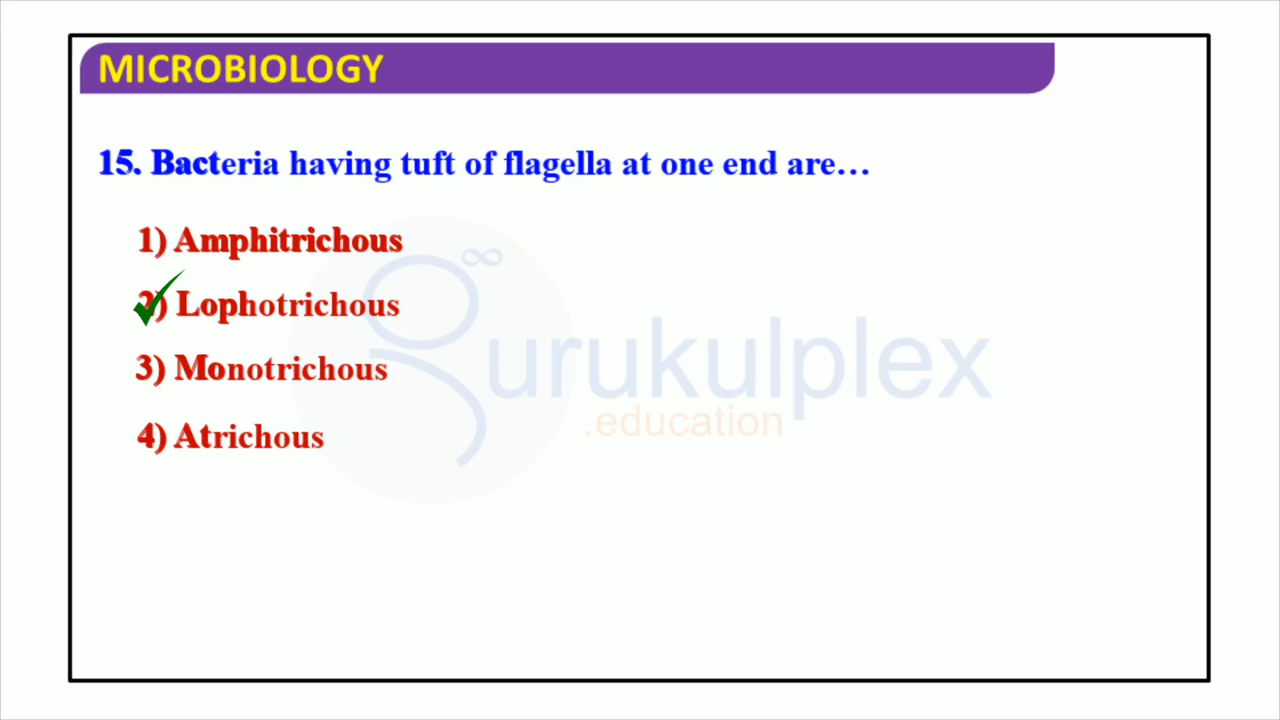 MICROBIOLOGY
15. Bacteria having tuft of flagella at one end are…
1) Amphitrichous
2) Lophotrichous
3) Monotrichous
4) Atrichous
gurukulplex
.education